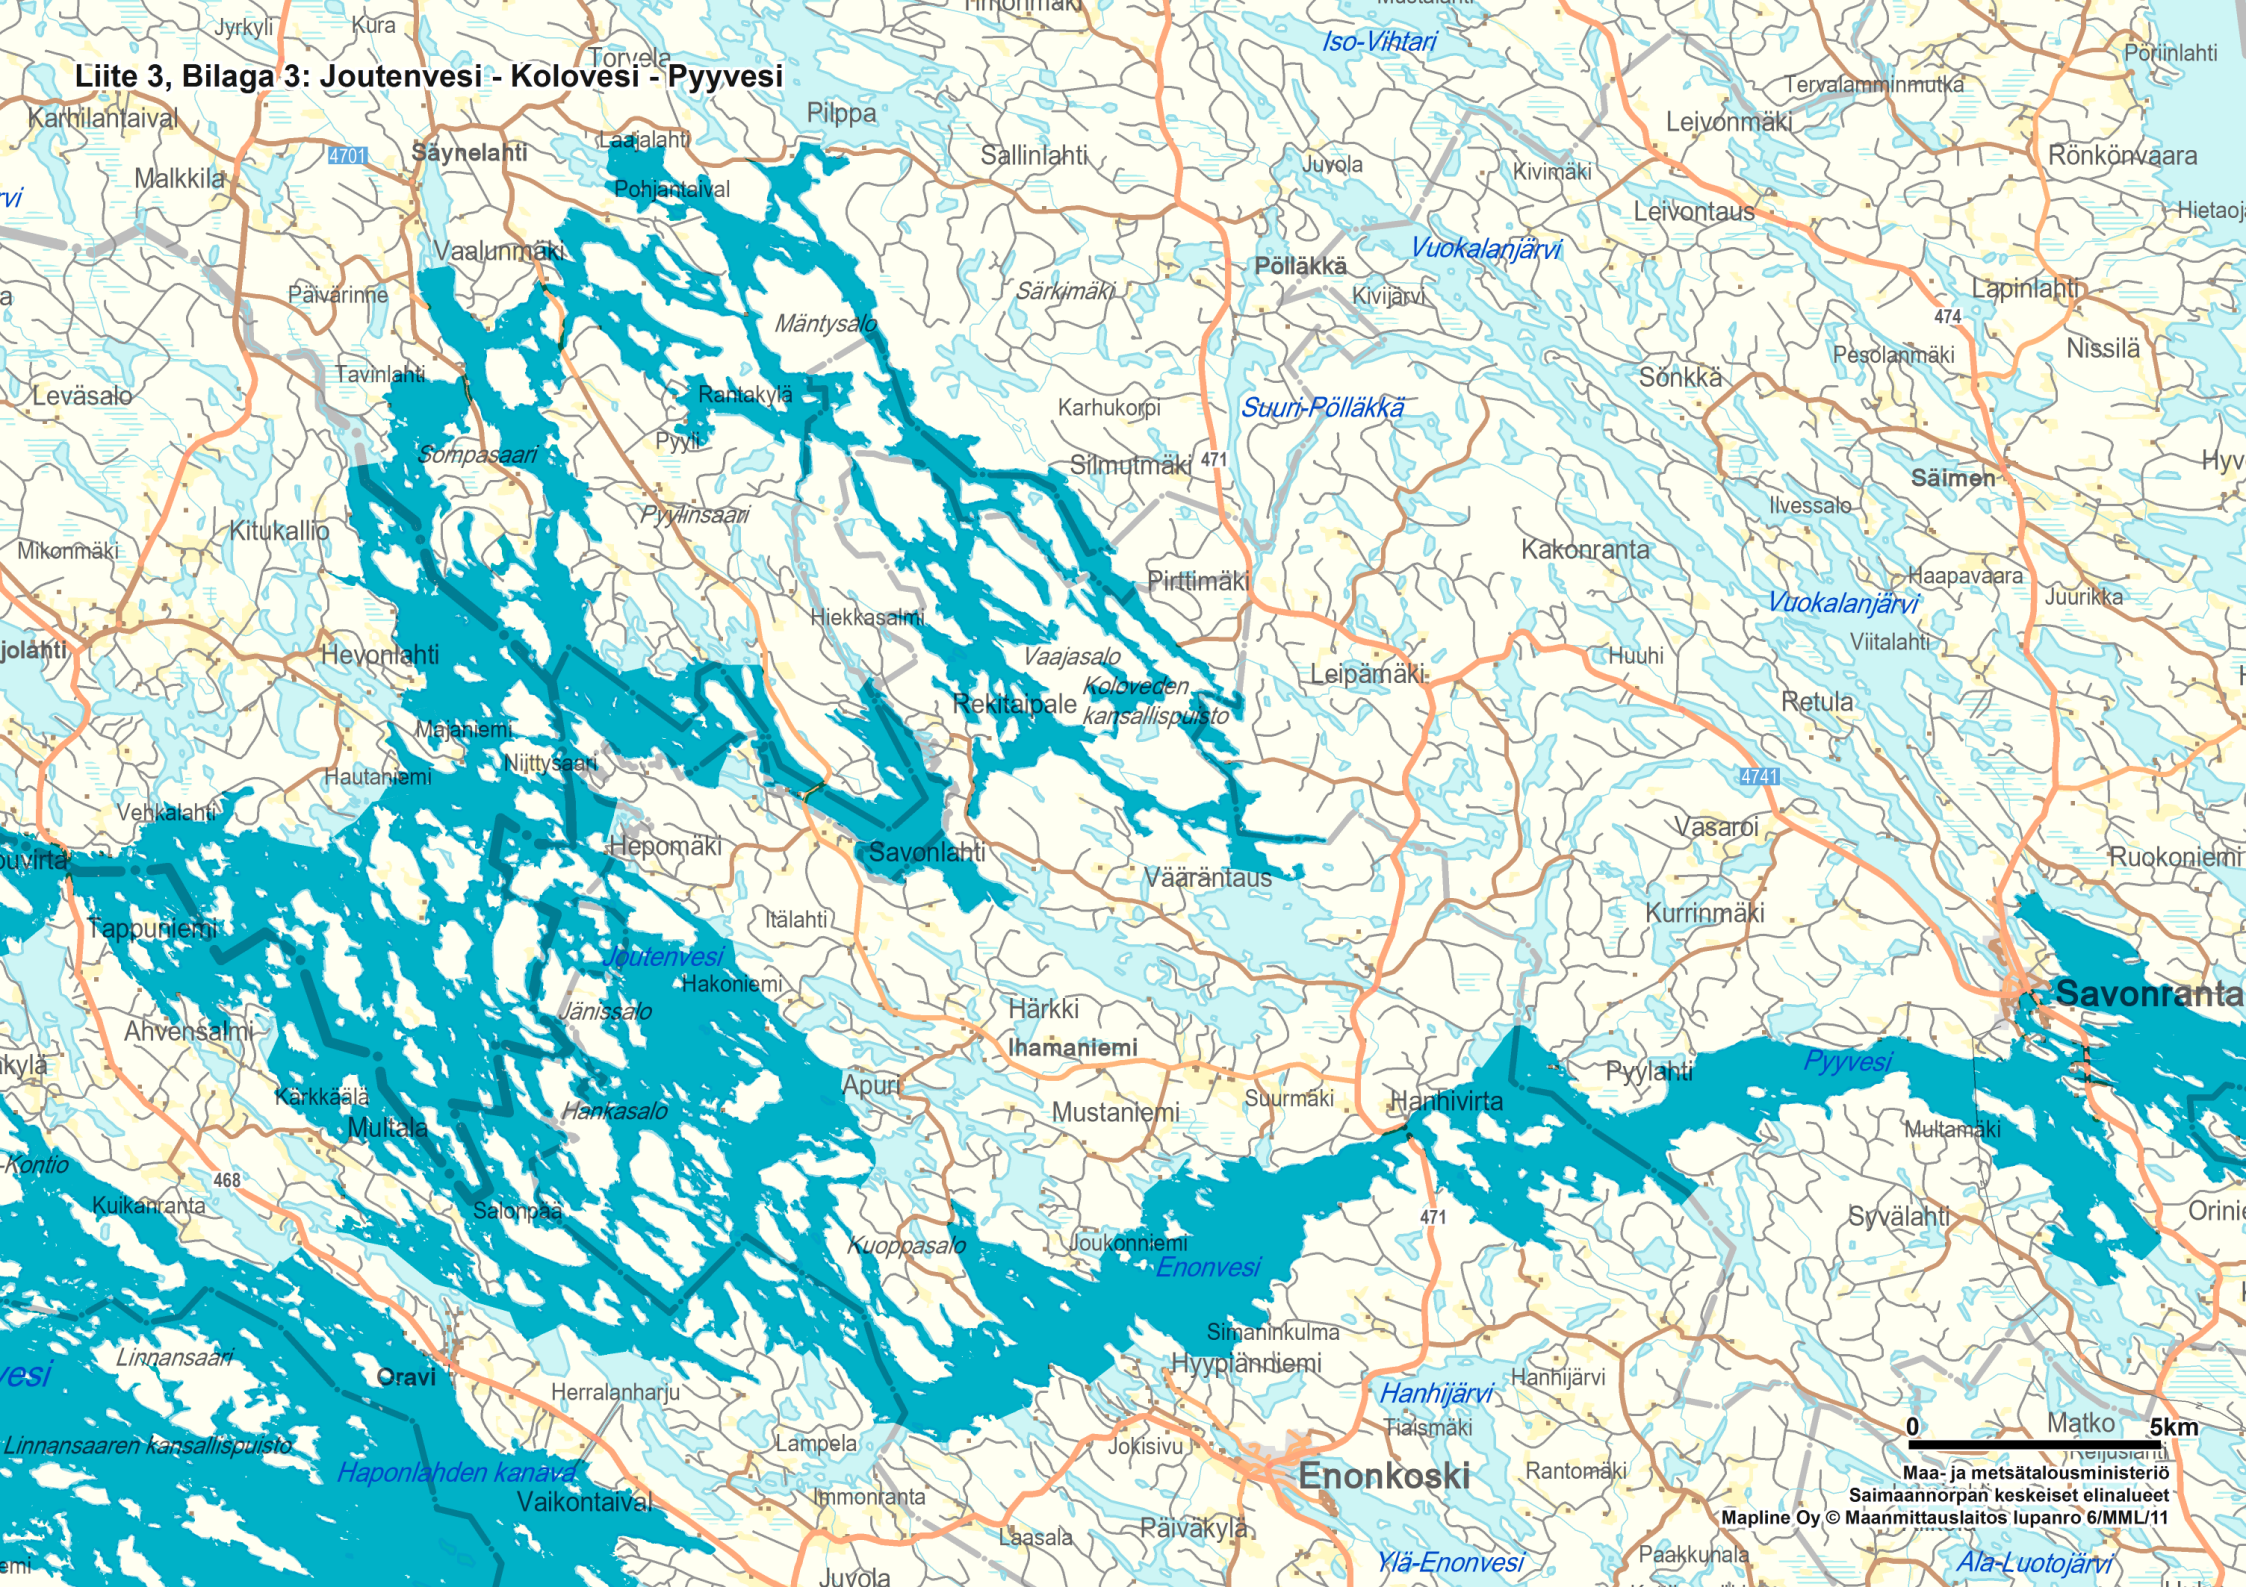 Jyrkyli
Kura
Iso-Vihtari
Pöriinlahti
Torvela
Liite 3, Bilaga 3: Joutenvesi - Kolovesi - Pyyvesi
Tervalamminmutka
Karhilantaival
Pilppa
Leivonmäki
Laajalahti
4701
Säynelahti
Sallinlahti
Juvola
Kivimäki
Rönkönvaara
Malkkila
Pohjantaival
Leivontaus
Vaalunmäki
Vuokalanjärvi
Pölläkkä
Päivärinne
Särkimäki
Kivijärvi
Lapinlahti
Mäntysalo
474
Nissilä
Pesolanmäki
Tavinlahti
Sönkkä
Leväsalo
Rantakylä
Karhukorpi
Suuri-Pölläkkä
Pyyli
Sompasaari
Silmutmäki
471
Säimen
Ilvessalo
Pyylinsaari
Kitukallio
Mikonmäki
Kakonranta
Pirttimäki
Haapavaara
Juurikka
Vuokalanjärvi
Hiekkasalmi
Viitalahti
Hevonlahti
Vaajasalo
Huuhi
Leipämäki
Koloveden
kansallispuisto
Rekitaipale
Retula
Majaniemi
Niittysaari
Hautaniemi
4741
Vehkalahti
Vasaroi
Hepomäki
Savonlahti
Ruokoniemi
Vääräntaus
Itälahti
Kurrinmäki
Tappuniemi
Joutenvesi
Hakoniemi
Savonranta
Jänissalo
Härkki
Ahvensalmi
Ihamaniemi
Pyyvesi
Pyylahti
Apuri
Kärkkäälä
Hankasalo
Mustaniemi
Suurmäki
Hanhivirta
Multala
Multamäki
468
Kuikanranta
Salonpää
471
Syvälahti
Kuoppasalo
Joukonniemi
Enonvesi
Simaninkulma
Linnansaari
Hyypiänniemi
Oravi
Herralanharju
Hanhijärvi
Hanhijärvi
Tiaismäki
Lampela
Jokisivu
Matko
0
5km
Linnansaaren kansallispuisto
Haponlahden kanava
Enonkoski
Rantomäki
Maa- ja metsätalousministeriö
Vaikontaival
Immonranta
Saimaannorpan keskeiset elinalueet
Mapline Oy © Maanmittauslaitos lupanro 6/MML/11
Laasala
Päiväkylä
Ylä-Enonvesi
Paakkunala
Ala-Luotojärvi
Juvola